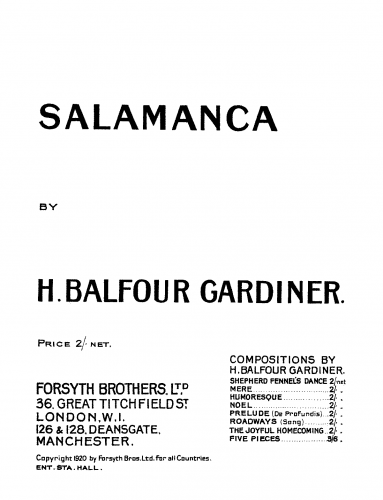 SALAMANCA
BY
H. BALFOUR GARDINER.
PRICE 2/- NET.
FORSYTH BROTHERS, LTD
36, GREAT TITCHFIELD ST
LONDON, W.1.
126 & 128, DEANSGATE,
MANCHESTER.
Copyright 1920 by Forsyth Bros. Ltd. for all Countries.
ENT. STA. HALL.
COMPOSITIONS BY
H. BALFOUR GARDINER.
SHEPHERD FENNEL'S DANCE 2/- net
MERE 2/- "
HUMORESQUE 2/- "
NOEL 2/- "
PRELUDE (De Profundis) 2/- "
ROADWAYS (Song) 2/- "
THE JOYFUL HOMECOMING 2/- "
FIVE PIECES 3/6 "